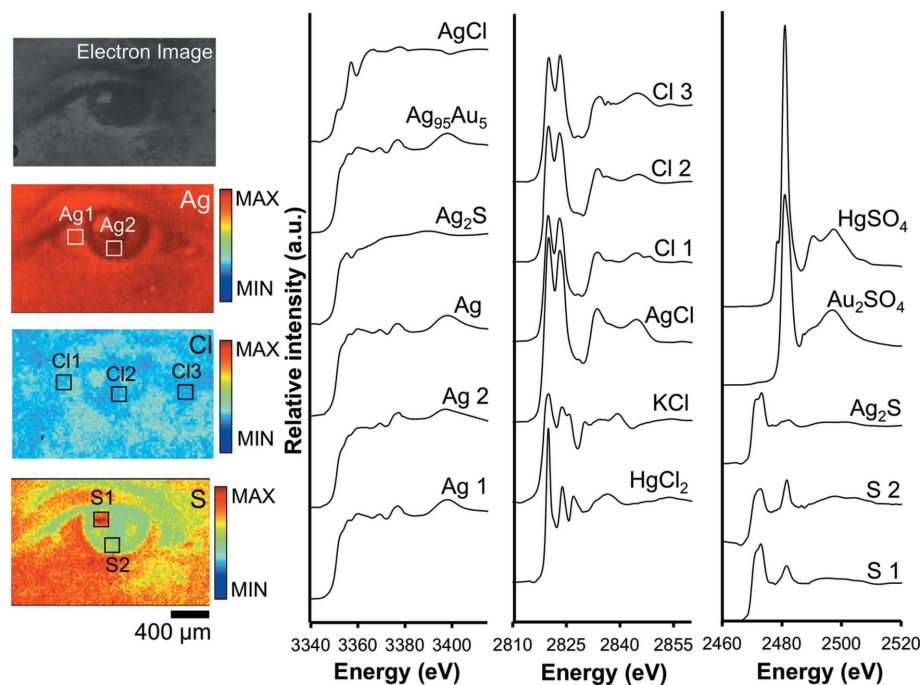 Electron Image
Ag
MAX
Ag1
Ag2
MIN
Cl
MAX
Cl1
Cl2
Cl3
MIN
S
MAX
S1
S2
MIN
400 µm
Relative intensity (a.u.)
AgCl
Ag₉₅Au₅
Ag₂S
Ag
Ag 2
Ag 1
3340 3360 3380 3400
Energy (eV)
Cl 3
Cl 2
Cl 1
AgCl
KCl
HgCl₂
2810 2825 2840 2860
Energy (eV)
HgSO₄
Au₂SO₄
Ag₂S
S 2
S 1
2460 2480 2500 2520
Energy (eV)